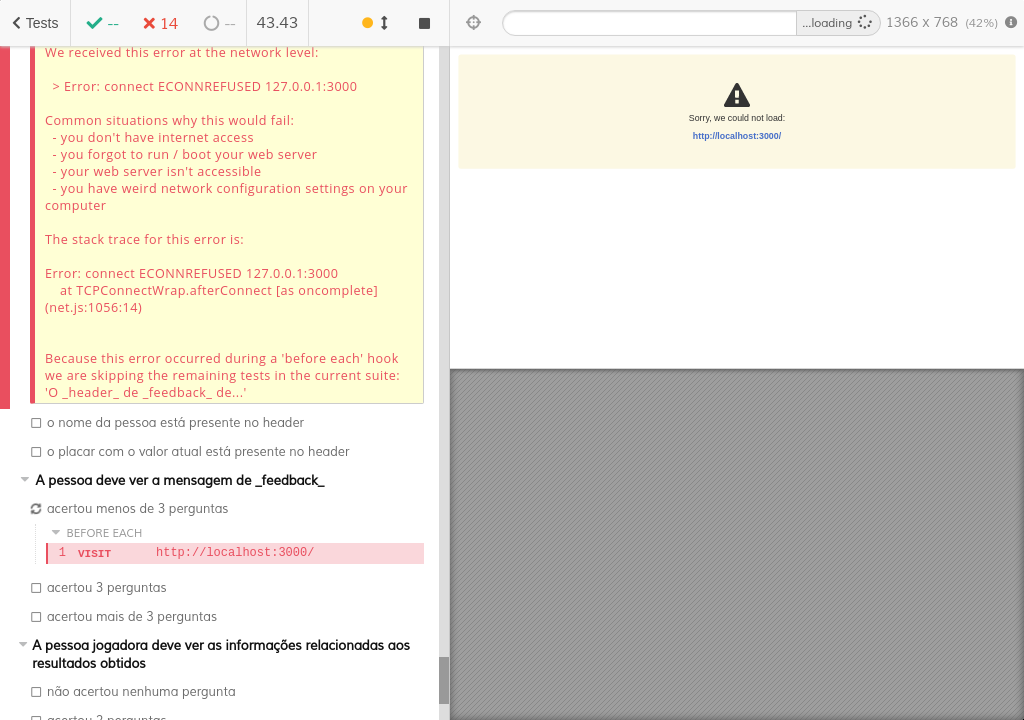 Tests -- 14 -- 43.43 ...loading 1366 x 768 (42%)
We received this error at the network level:
> Error: connect ECONNREFUSED 127.0.0.1:3000
Common situations why this would fail:
- you don't have internet access
- you forgot to run / boot your web server
- your web server isn't accessible
- you have weird network configuration settings on your
computer
The stack trace for this error is:
Error: connect ECONNREFUSED 127.0.0.1:3000
at TCPConnectWrap.afterConnect [as oncomplete]
(net.js:1056:14)
Because this error occurred during a 'before each' hook
we are skipping the remaining tests in the current suite:
'O _header_ de _feedback_ de...'
o nome da pessoa está presente no header
o placar com o valor atual está presente no header
A pessoa deve ver a mensagem de _feedback_
acertou menos de 3 perguntas
BEFORE EACH
1 VISIT http://localhost:3000/
acertou 3 perguntas
acertou mais de 3 perguntas
A pessoa jogadora deve ver as informações relacionadas aos
resultados obtidos
não acertou nenhuma pergunta
acertou 2 perguntas
Sorry, we could not load:
http://localhost:3000/